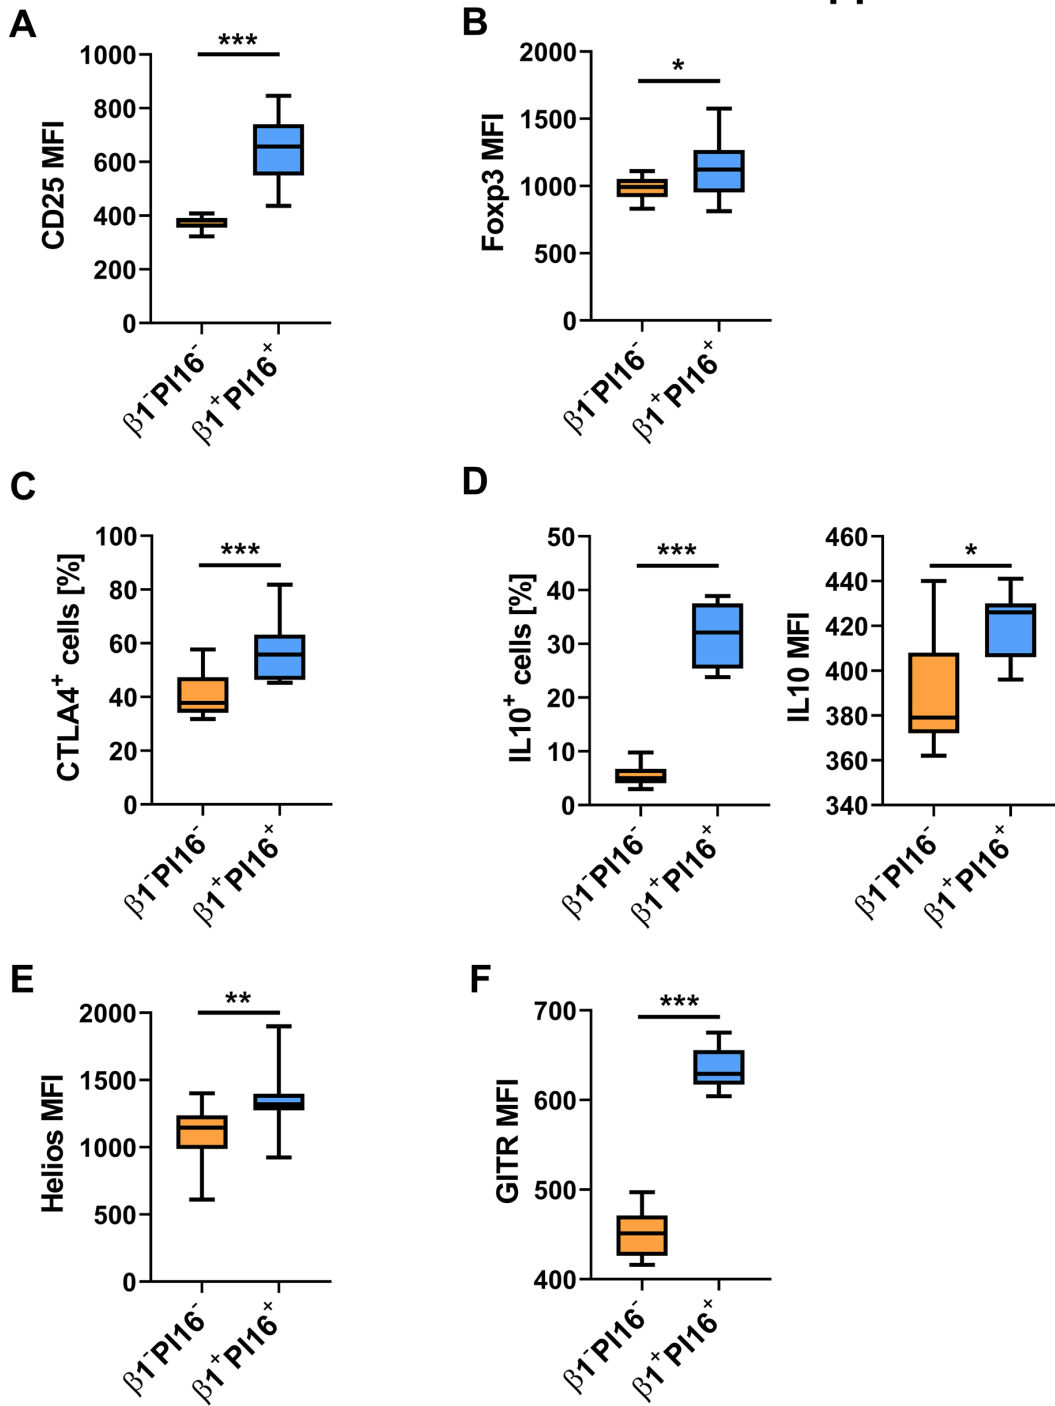 A
CD25 MFI
1000
800
600
400
200
0
***
β1⁻PI16⁻
β1⁺PI16⁺
B
Foxp3 MFI
2000
1500
1000
500
0
*
β1⁻PI16⁻
β1⁺PI16⁺
C
CTLA4⁺ cells [%]
100
80
60
40
20
0
***
β1⁻PI16⁻
β1⁺PI16⁺
D
IL10⁺ cells [%]
50
40
30
20
10
0
***
β1⁻PI16⁻
β1⁺PI16⁺
IL10 MFI
460
440
420
400
380
360
340
*
β1⁻PI16⁻
β1⁺PI16⁺
E
Helios MFI
2000
1500
1000
500
0
**
β1⁻PI16⁻
β1⁺PI16⁺
F
GITR MFI
700
600
500
400
***
β1⁻PI16⁻
β1⁺PI16⁺